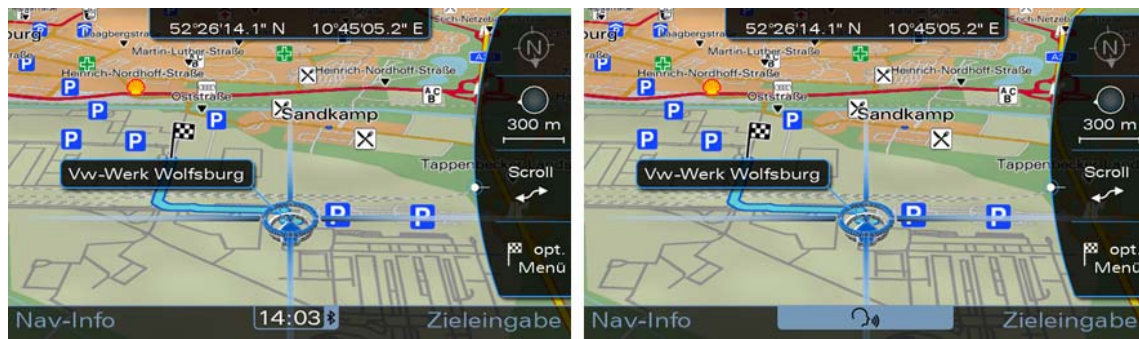 52°26'14.1" N 10°45'05.2" E
Martin-Luther-Straße
Heinrich-Nordhoff-Straße
Heinrich-Nordhoff-Straße
Oststraße
Sandkamp
300 m
Scroll
Vw-Werk Wolfsburg
opt.
Menü
Nav-Info
14:03
Zieleingabe
52°26'14.1" N 10°45'05.2" E
Martin-Luther-Straße
Heinrich-Nordhoff-Straße
Heinrich-Nordhoff-Straße
Oststraße
Sandkamp
300 m
Scroll
Vw-Werk Wolfsburg
opt.
Menü
Nav-Info
Zieleingabe